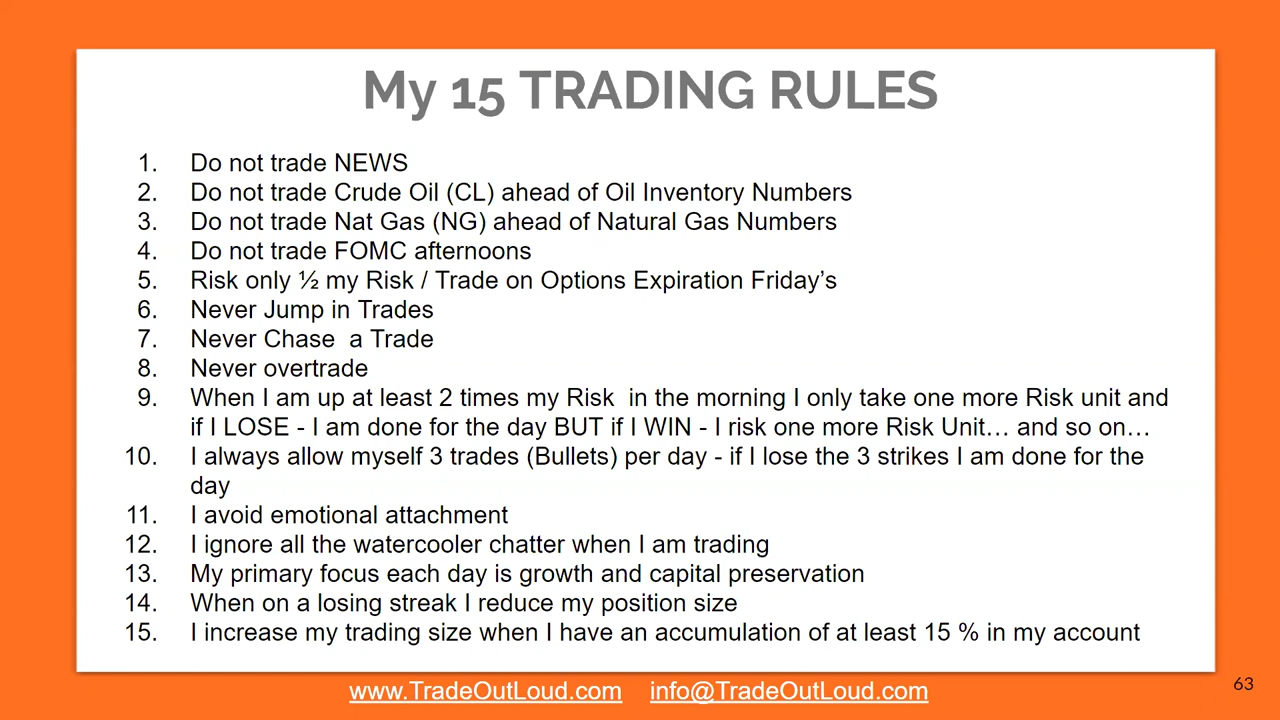 My 15 TRADING RULES
1. Do not trade NEWS
2. Do not trade Crude Oil (CL) ahead of Oil Inventory Numbers
3. Do not trade Nat Gas (NG) ahead of Natural Gas Numbers
4. Do not trade FOMC afternoons
5. Risk only ½ my Risk / Trade on Options Expiration Friday’s
6. Never Jump in Trades
7. Never Chase  a Trade
8. Never overtrade
9. When I am up at least 2 times my Risk  in the morning I only take one more Risk unit and
if I LOSE - I am done for the day BUT if I WIN - I risk one more Risk Unit… and so on…
10. I always allow myself 3 trades (Bullets) per day - if I lose the 3 strikes I am done for the
day
11. I avoid emotional attachment
12. I ignore all the watercooler chatter when I am trading
13. My primary focus each day is growth and capital preservation
14. When on a losing streak I reduce my position size
15. I increase my trading size when I have an accumulation of at least 15 % in my account
www.TradeOutLoud.com info@TradeOutLoud.com
63